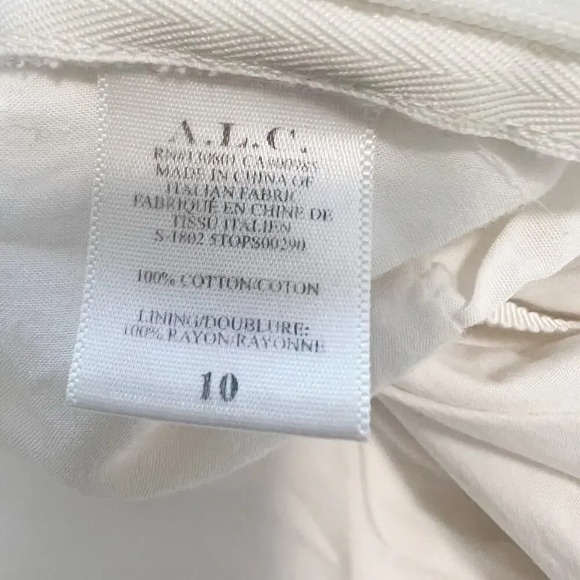 A.L.C.
RN#130801 CA#00985
MADE IN CHINA OF
ITALIAN FABRIC
FABRIQUÉ EN CHINE DE
TISSU ITALIEN
S-1802 5TOPS00290
100% COTTON/COTON
LINING/DOUBLURE:
100% RAYON/RAYONNE
10